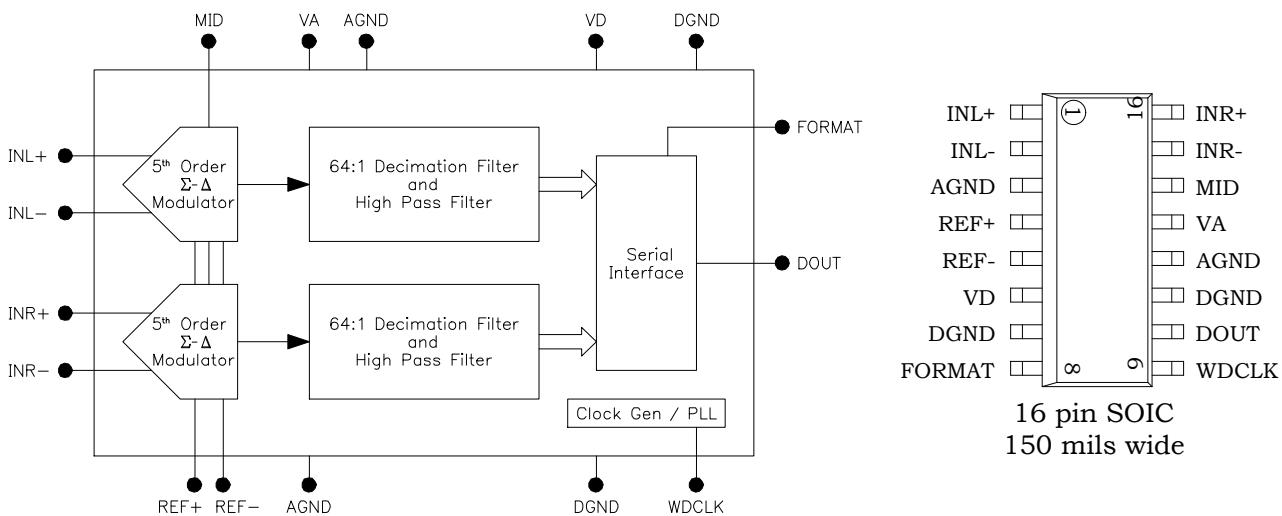 MID
VA
AGND
VD
DGND
INL+
INL-
INR+
INR-
5th Order
Σ-Δ
Modulator
64:1 Decimation Filter
and
High Pass Filter
5th Order
Σ-Δ
Modulator
64:1 Decimation Filter
and
High Pass Filter
Serial
Interface
FORMAT
DOUT
Clock Gen / PLL
REF+
REF-
AGND
DGND
WDCLK
INL+
INL-
AGND
REF+
REF-
VD
DGND
FORMAT
1
16
8
9
INR+
INR-
MID
VA
AGND
DGND
DOUT
WDCLK
16 pin SOIC
150 mils wide